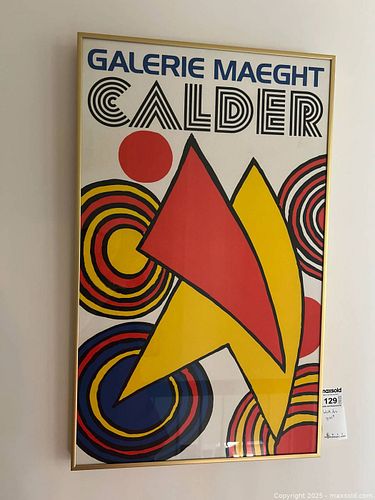 GALERIE MAEGHT
CALDER
maxsold
129
Copyright 2025 - maxsold.com